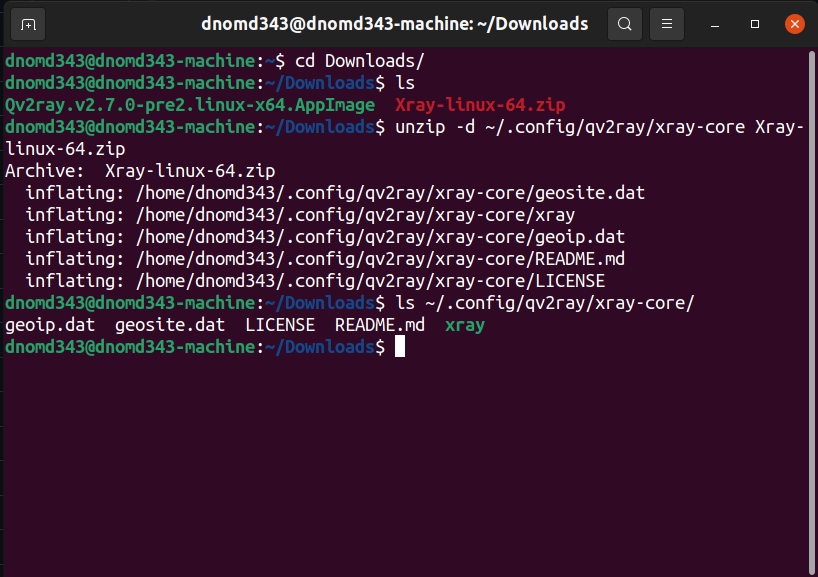 dnomd343@dnomd343-machine: ~/Downloads
dnomd343@dnomd343-machine:~$ cd Downloads/
dnomd343@dnomd343-machine:~/Downloads$ ls
Qv2ray.v2.7.0-pre2.linux-x64.AppImage  Xray-linux-64.zip
dnomd343@dnomd343-machine:~/Downloads$ unzip -d ~/.config/qv2ray/xray-core Xray-
linux-64.zip
Archive:  Xray-linux-64.zip
  inflating: /home/dnomd343/.config/qv2ray/xray-core/geosite.dat
  inflating: /home/dnomd343/.config/qv2ray/xray-core/xray
  inflating: /home/dnomd343/.config/qv2ray/xray-core/geoip.dat
  inflating: /home/dnomd343/.config/qv2ray/xray-core/README.md
  inflating: /home/dnomd343/.config/qv2ray/xray-core/LICENSE
dnomd343@dnomd343-machine:~/Downloads$ ls ~/.config/qv2ray/xray-core/
geoip.dat  geosite.dat  LICENSE  README.md  xray
dnomd343@dnomd343-machine:~/Downloads$